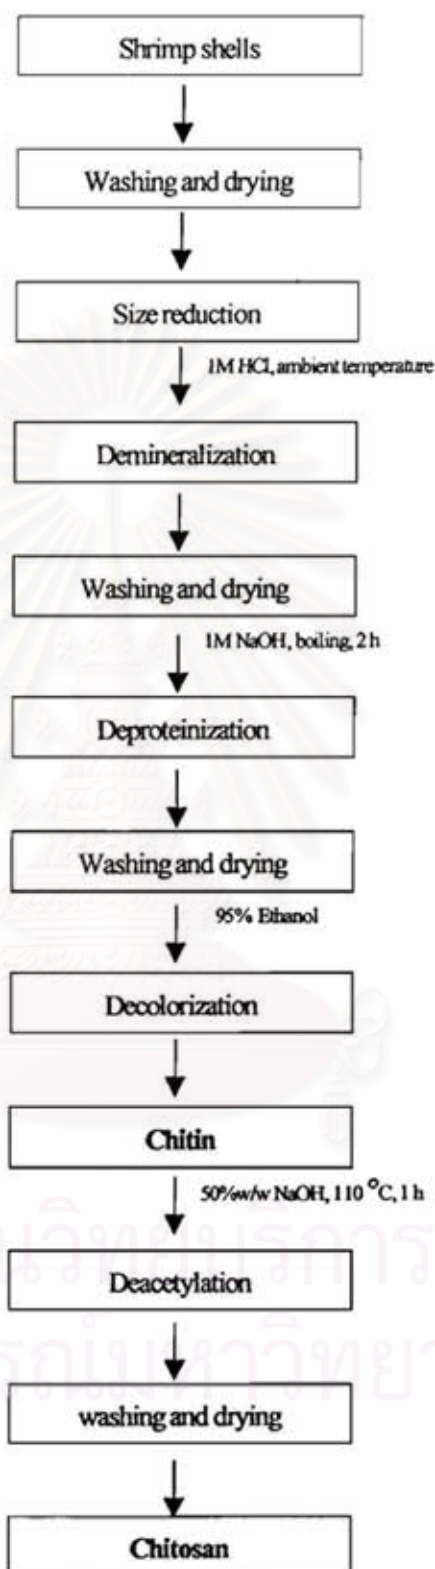 Shrimp shells
Washing and drying
Size reduction
1M HCl, ambient temperature
Demineralization
Washing and drying
1M NaOH, boiling, 2 h
Deproteinization
Washing and drying
95% Ethanol
Decolorization
Chitin
50%w/w NaOH, 110 °C, 1 h
Deacetylation
washing and drying
Chitosan